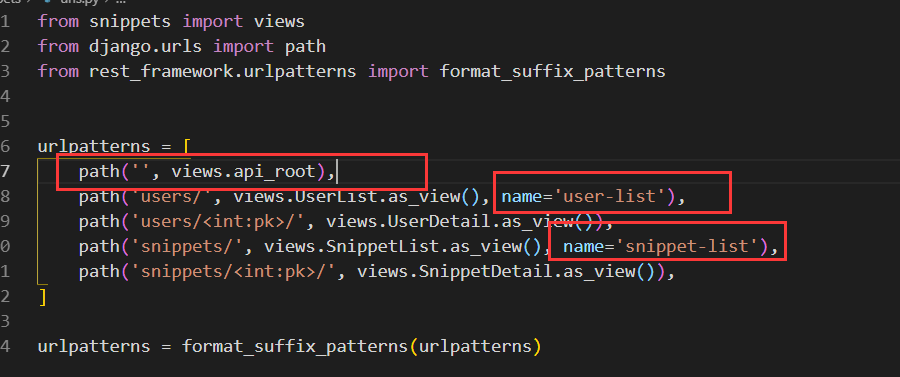 pets > urls.py > ...
1 from snippets import views
2 from django.urls import path
3 from rest_framework.urlpatterns import format_suffix_patterns
4
5
6 urlpatterns = [
7 path('', views.api_root),
8 path('users/', views.UserList.as_view(), name='user-list'),
9 path('users/<int:pk>/', views.UserDetail.as_view()),
0 path('snippets/', views.SnippetList.as_view(), name='snippet-list'),
1 path('snippets/<int:pk>/', views.SnippetDetail.as_view()),
2 ]
3
4 urlpatterns = format_suffix_patterns(urlpatterns)